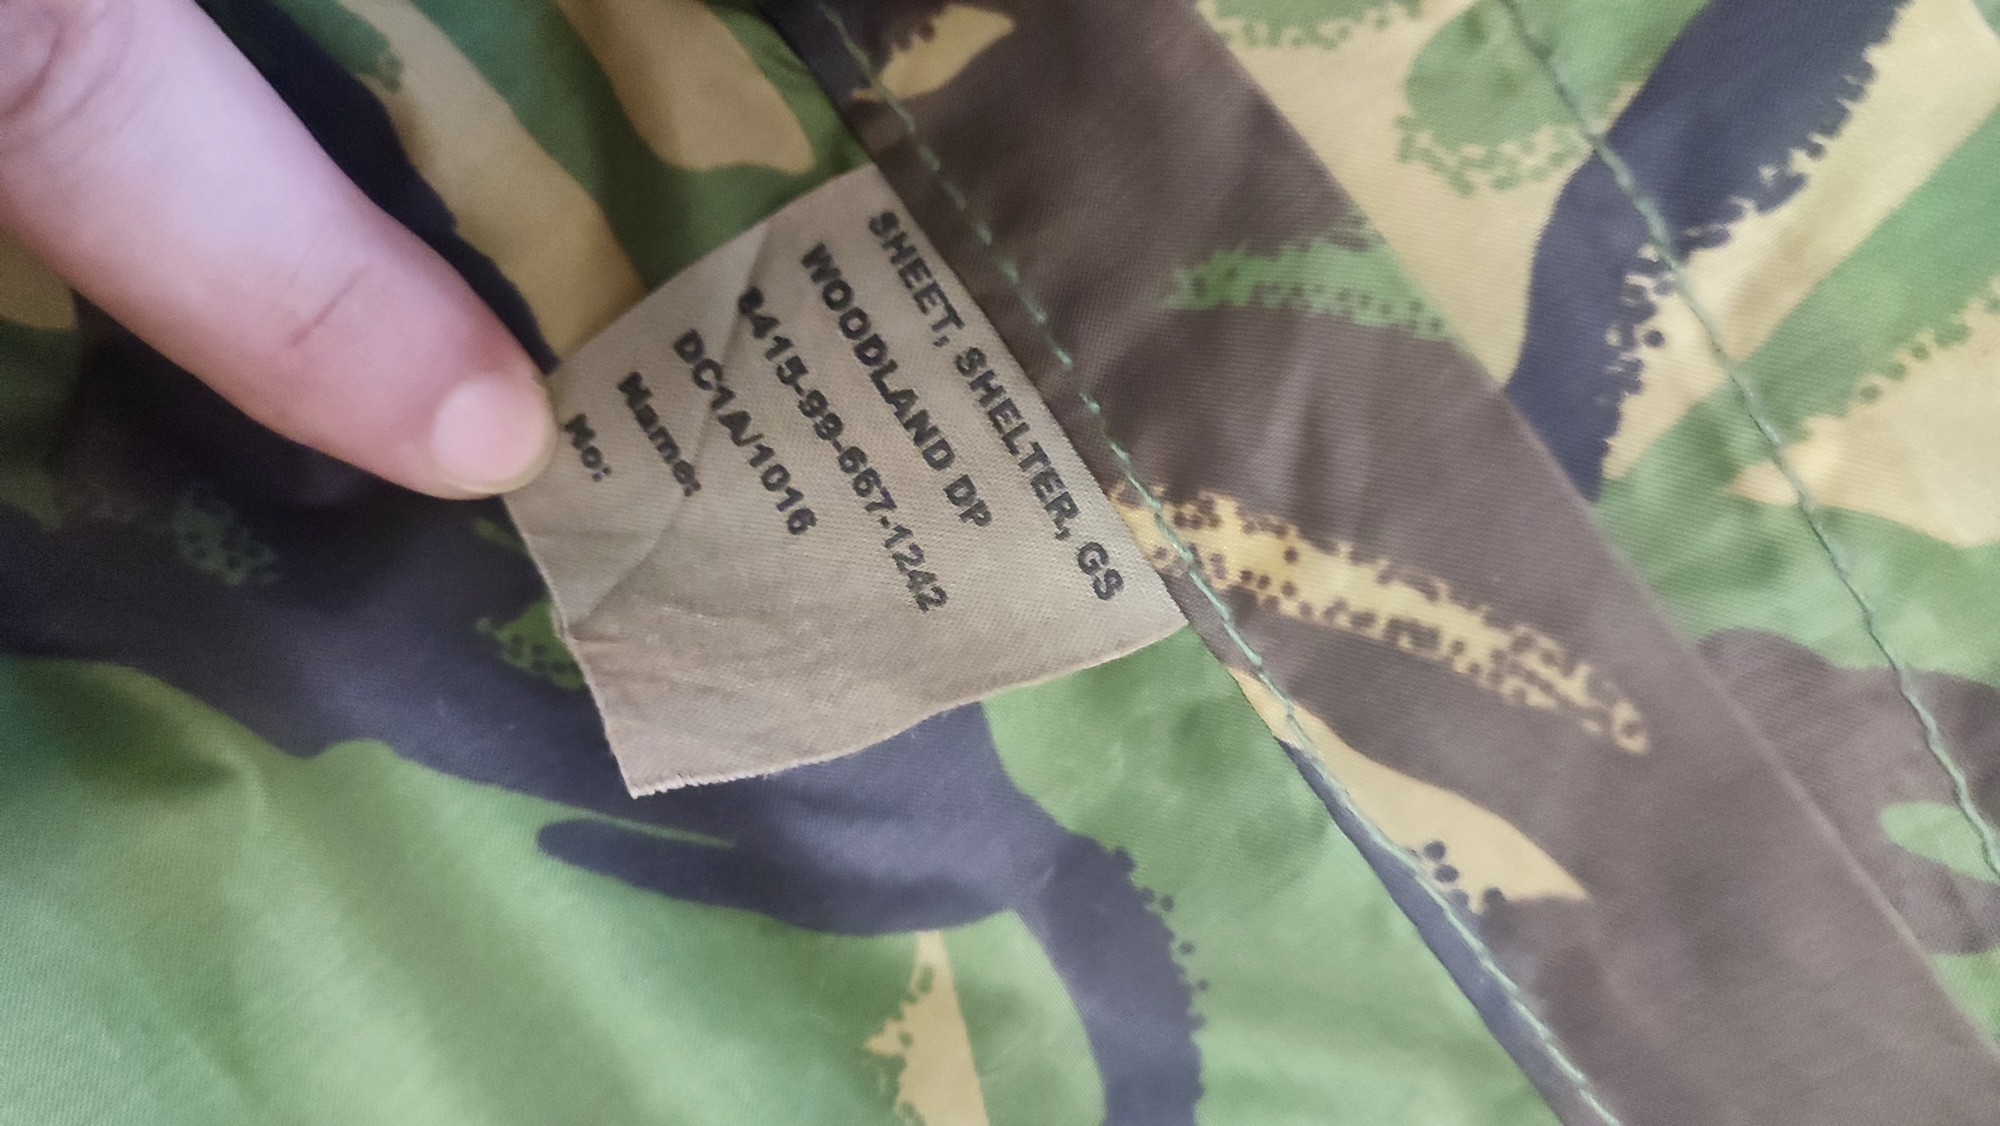 SHEET, SHELTER, GS
WOODLAND DP
8415-99-667-1242
DC1A/1016
Name:
No: